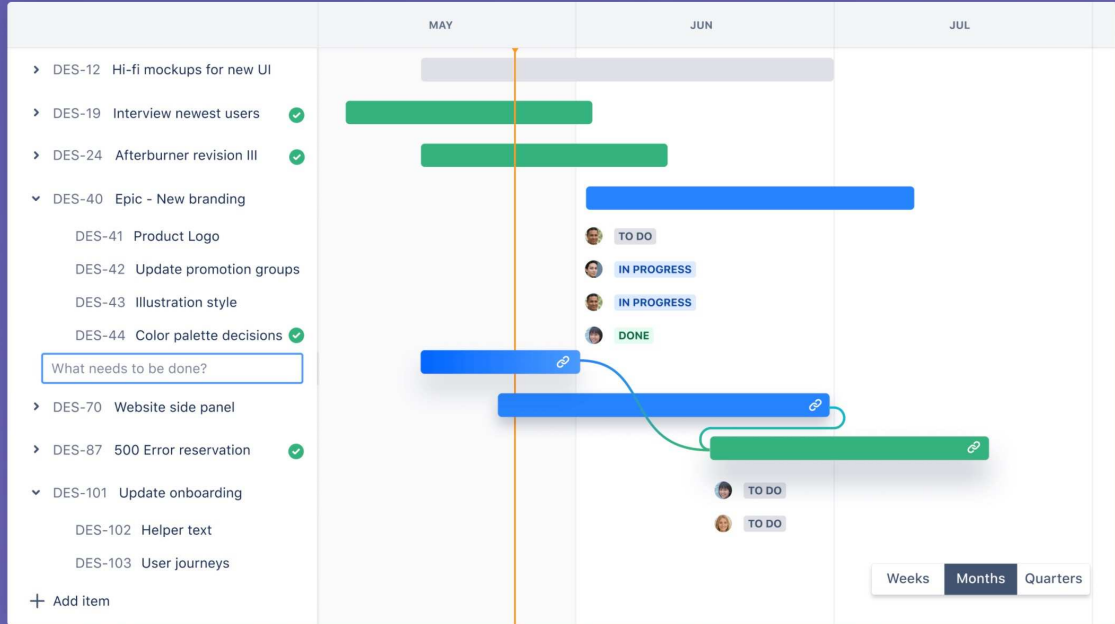 MAY JUN JUL
DES-12 Hi-fi mockups for new UI
DES-19 Interview newest users
DES-24 Afterburner revision III
DES-40 Epic - New branding
DES-41 Product Logo TO DO
DES-42 Update promotion groups IN PROGRESS
DES-43 Illustration style IN PROGRESS
DES-44 Color palette decisions DONE
What needs to be done?
DES-70 Website side panel
DES-87 500 Error reservation
DES-101 Update onboarding TO DO
DES-102 Helper text TO DO
DES-103 User journeys
Weeks Months Quarters
Add item